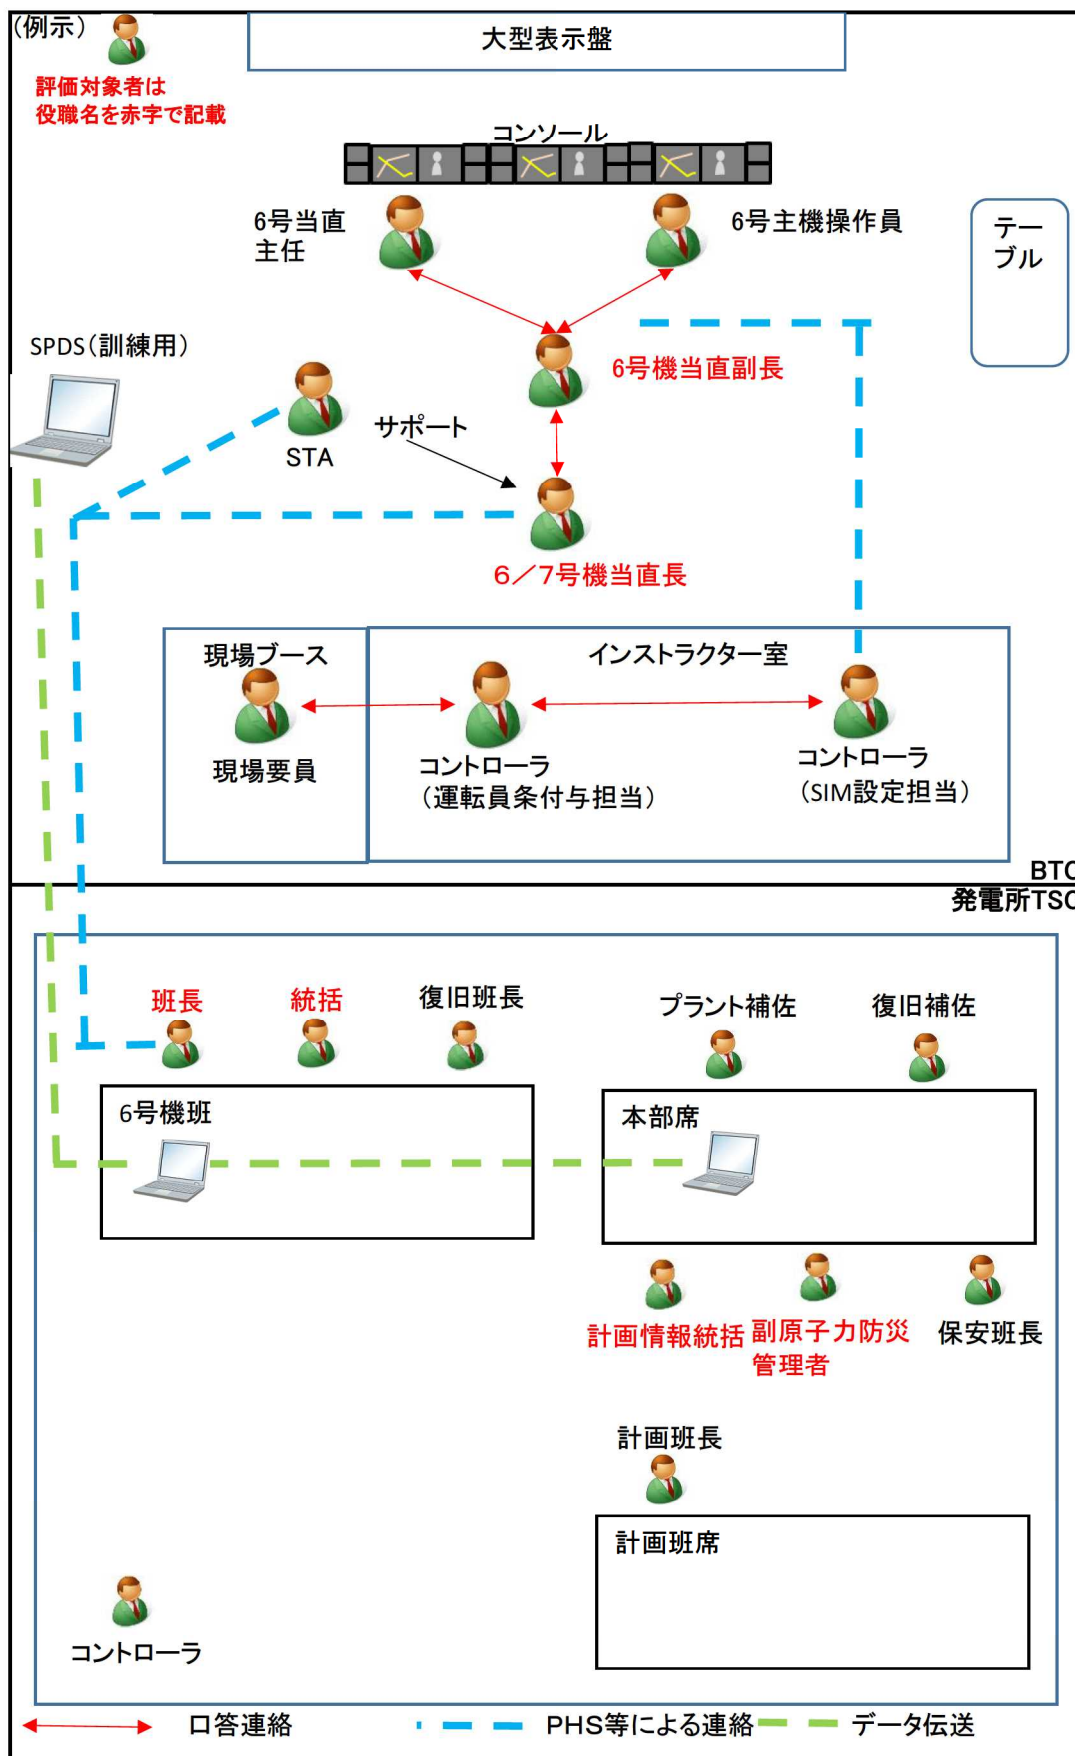 (例示)
大型表示盤
評価対象者は
役職名を赤字で記載
コンソール
6号当直
主任
6号主機操作員
テー
ブル
SPDS(訓練用)
6号機当直副長
サポート
STA
6/7号機当直長
現場ブース
インストラクター室
現場要員
コントローラ
(運転員条付与担当)
コントローラ
(SIM設定担当)
BTC
発電所TSC
班長
統括
復旧班長
プラント補佐
復旧補佐
6号機班
本部席
計画情報統括
副原子力防災
管理者
保安班長
計画班長
計画班席
コントローラ
口答連絡
PHS等による連絡
データ伝送